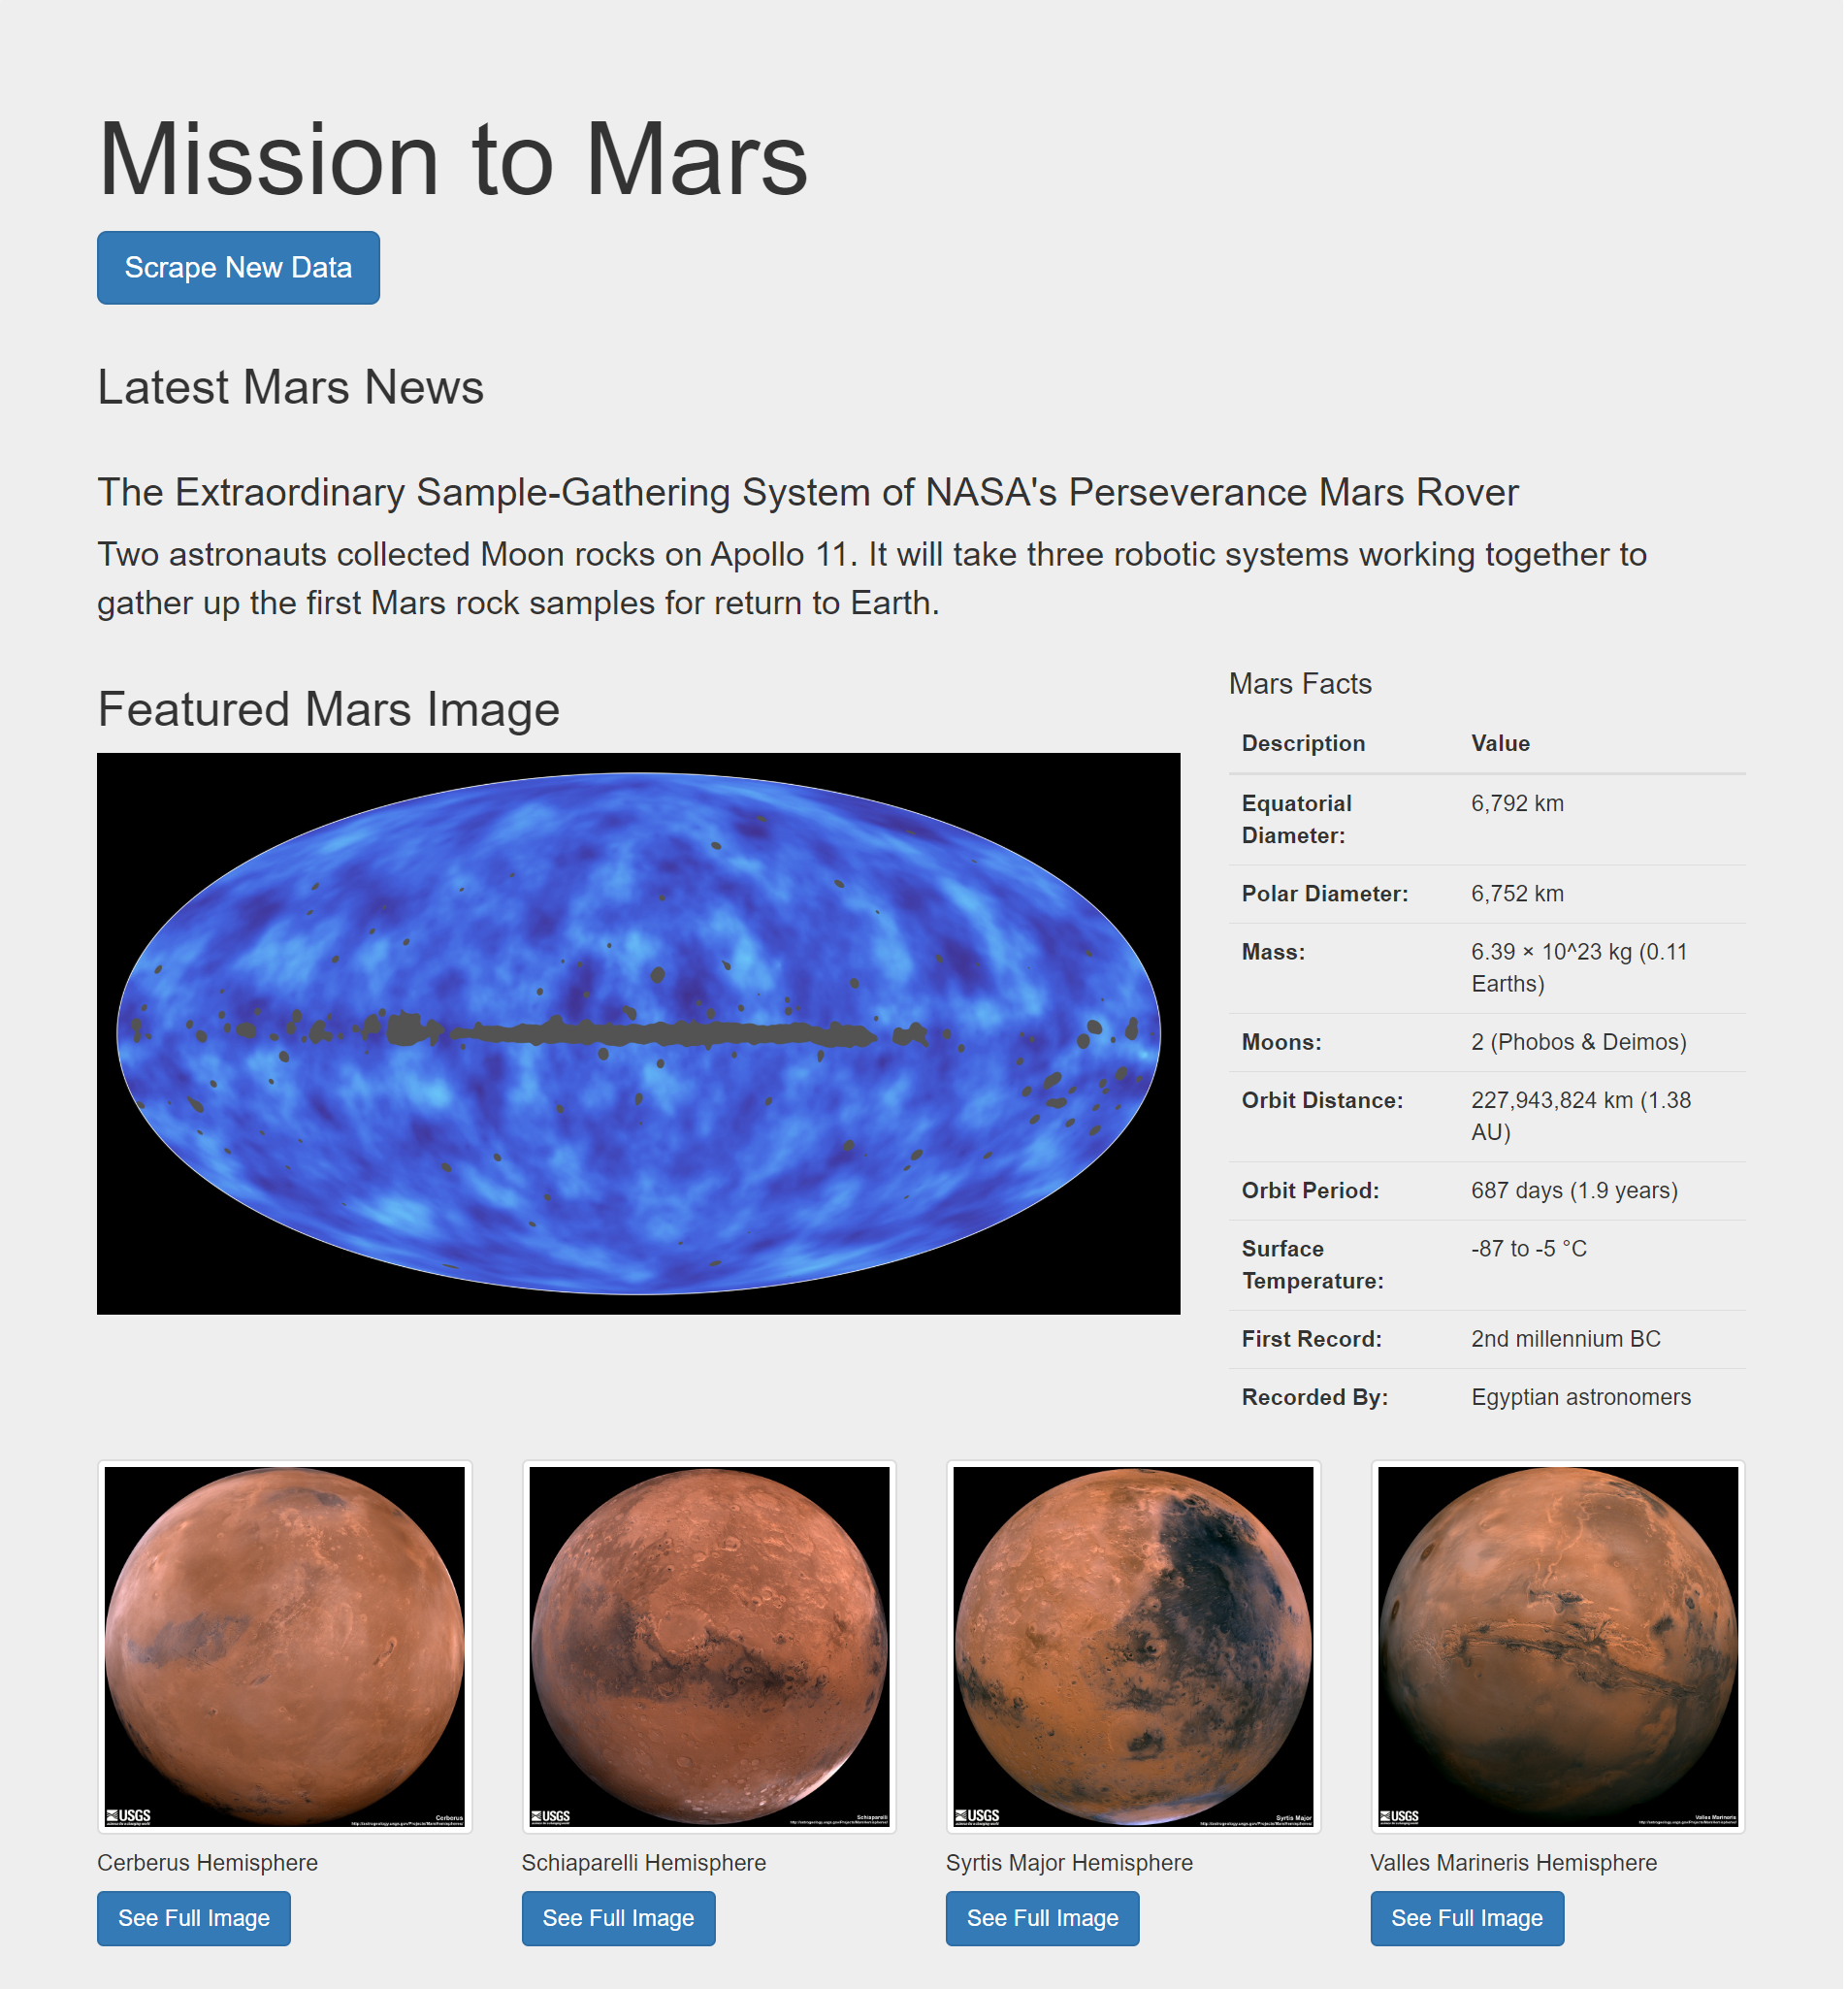 Mission to Mars
Scrape New Data
Latest Mars News
The Extraordinary Sample-Gathering System of NASA's Perseverance Mars Rover
Two astronauts collected Moon rocks on Apollo 11. It will take three robotic systems working together to
gather up the first Mars rock samples for return to Earth.
Featured Mars Image
Mars Facts
Description Value
Equatorial 6,792 km
Diameter:
Polar Diameter: 6,752 km
Mass: 6.39 × 10^23 kg (0.11
Earths)
Moons: 2 (Phobos & Deimos)
Orbit Distance: 227,943,824 km (1.38
AU)
Orbit Period: 687 days (1.9 years)
Surface -87 to -5 °C
Temperature:
First Record: 2nd millennium BC
Recorded By: Egyptian astronomers
USGS Cerberus
USGS Schiaparelli
USGS Syrtis Major
USGS Valles Marineris
Cerberus Hemisphere
Schiaparelli Hemisphere
Syrtis Major Hemisphere
Valles Marineris Hemisphere
See Full Image
See Full Image
See Full Image
See Full Image